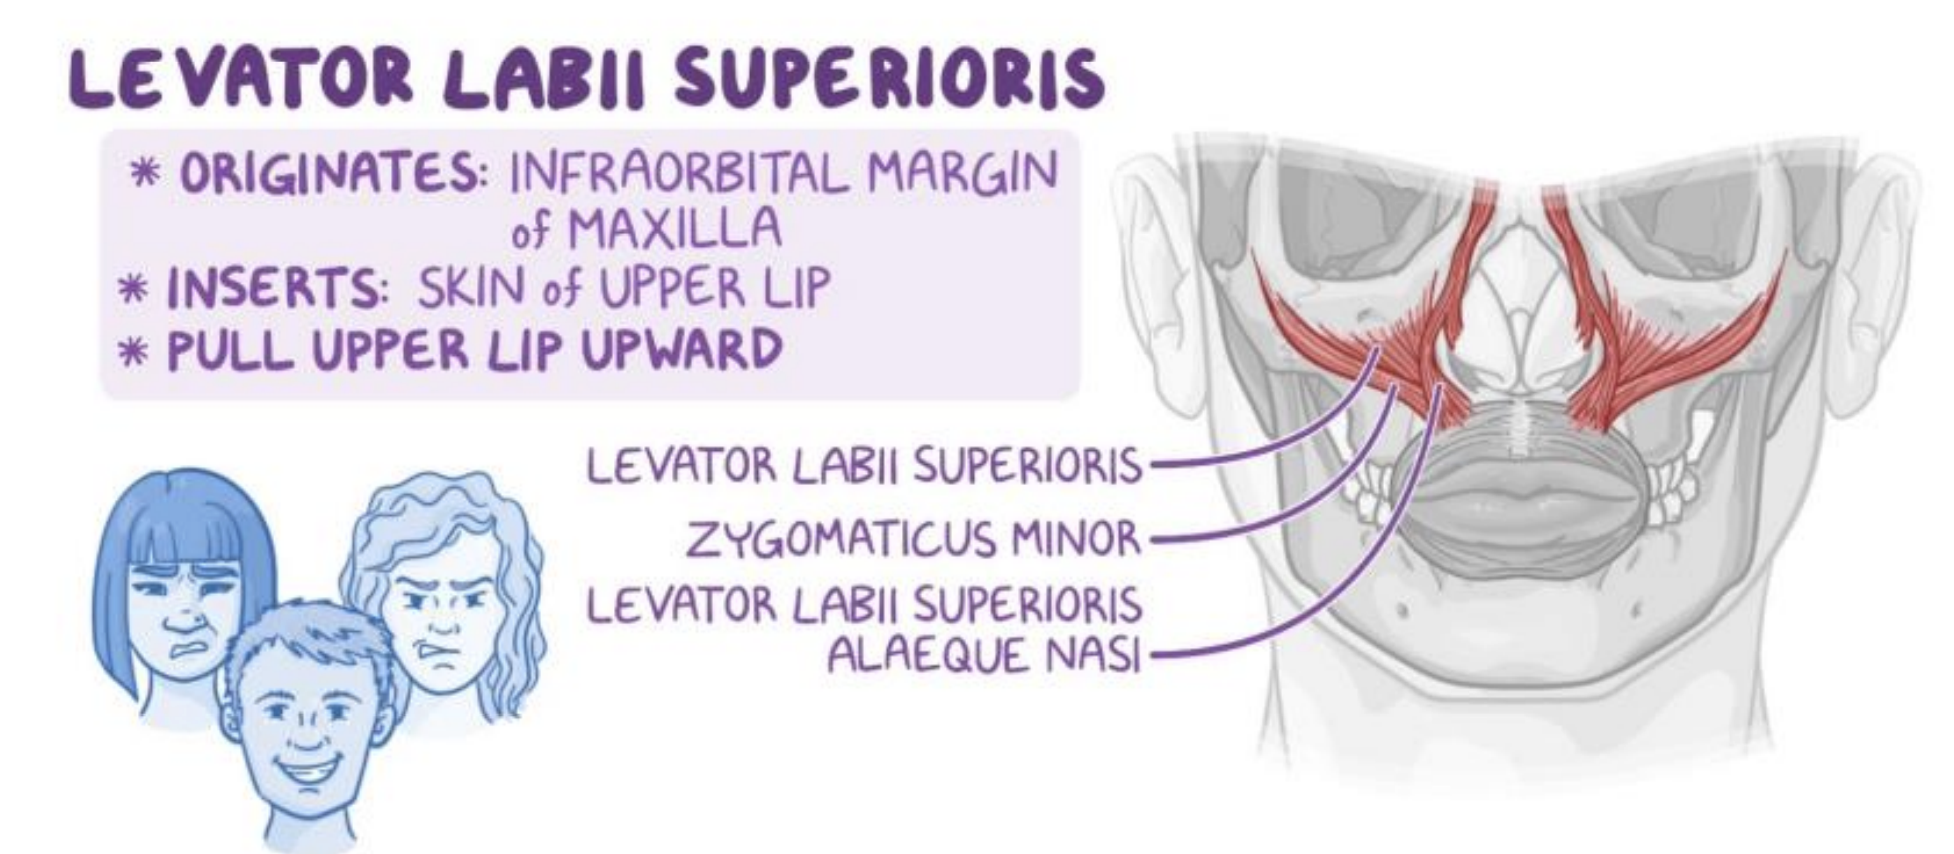 LEVATOR LABII SUPERIORIS
* ORIGINATES: INFRAORBITAL MARGIN
of MAXILLA
* INSERTS: SKIN of UPPER LIP
* PULL UPPER LIP UPWARD
LEVATOR LABII SUPERIORIS
ZYGOMATICUS MINOR
LEVATOR LABII SUPERIORIS
ALAEQUE NASI